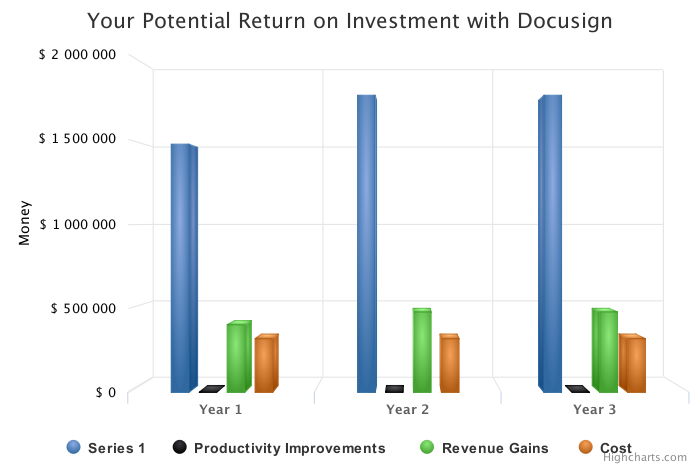 Your Potential Return on Investment with Docusign
$ 2 000 000
$ 1 500 000
$ 1 000 000
$ 500 000
$ 0
Money
Year 1
Year 2
Year 3
Series 1
Productivity Improvements
Revenue Gains
Cost
Highcharts.com